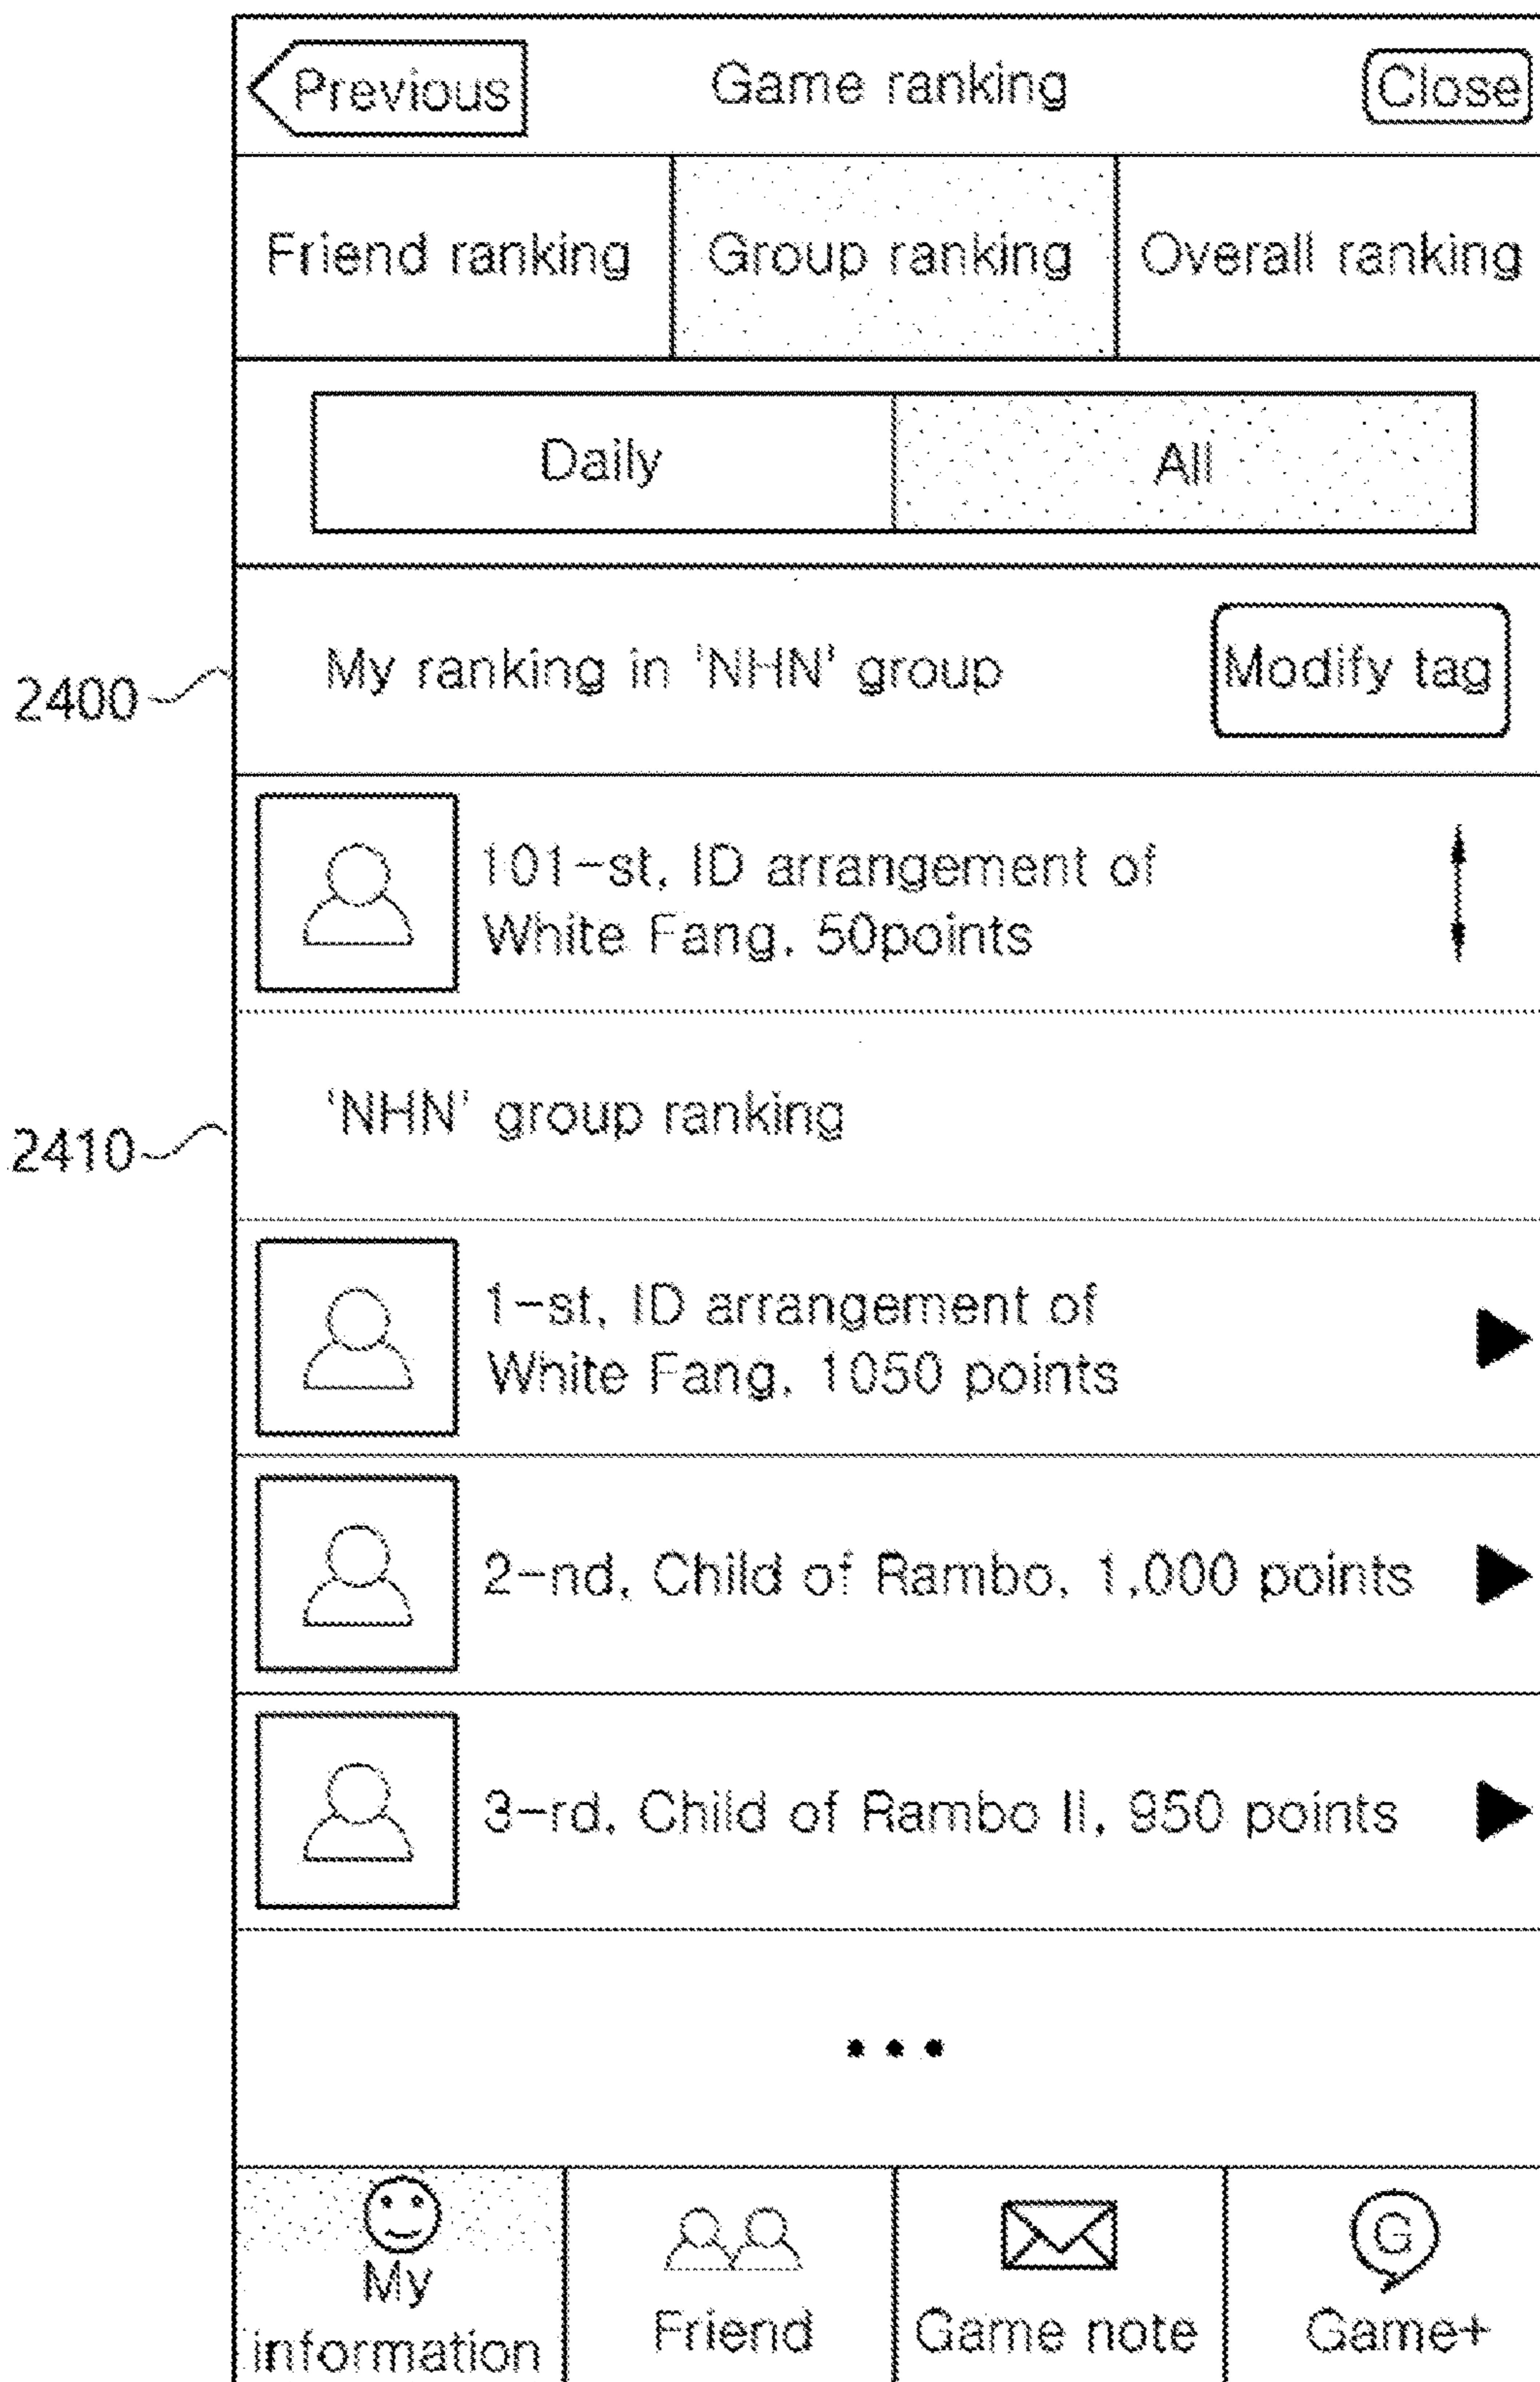 Previous
Game ranking
Close
Friend ranking
Group ranking
Overall ranking
Daily
All
2400
My ranking in 'NHN' group
Modify tag
101-st, ID arrangement of
White Fang, 50points
2410
'NHN' group ranking
1-st, ID arrangement of
White Fang, 1050 points
2-nd, Child of Rambo, 1,000 points
3-rd, Child of Rambo II, 950 points
...
My
information
Friend
Game note
G
Game+